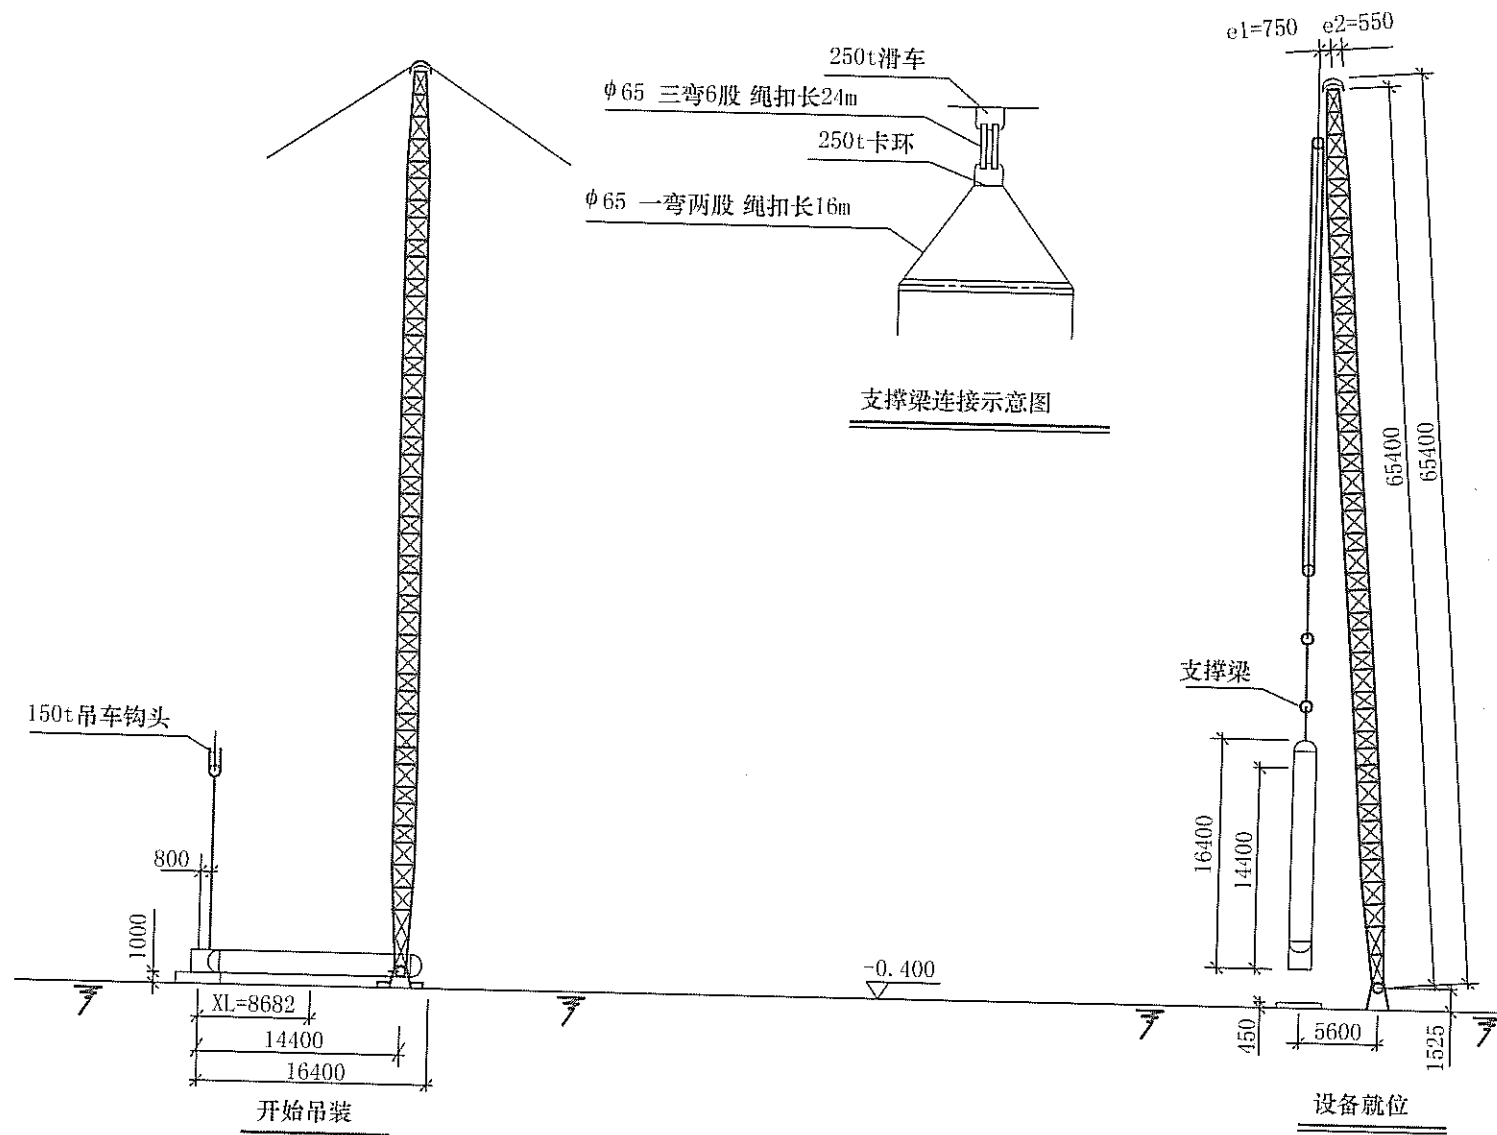 e1=750 e2=550
250t滑车
φ65 三弯6股 绳扣长24m
250t卡环
φ65 一弯两股 绳扣长16m
支撑梁连接示意图
65400
65400
支撑梁
150t吊车钩头
16400
14400
800
1000
-0.400
XL=8682
14400
16400
450
5600
1525
开始吊装
设备就位